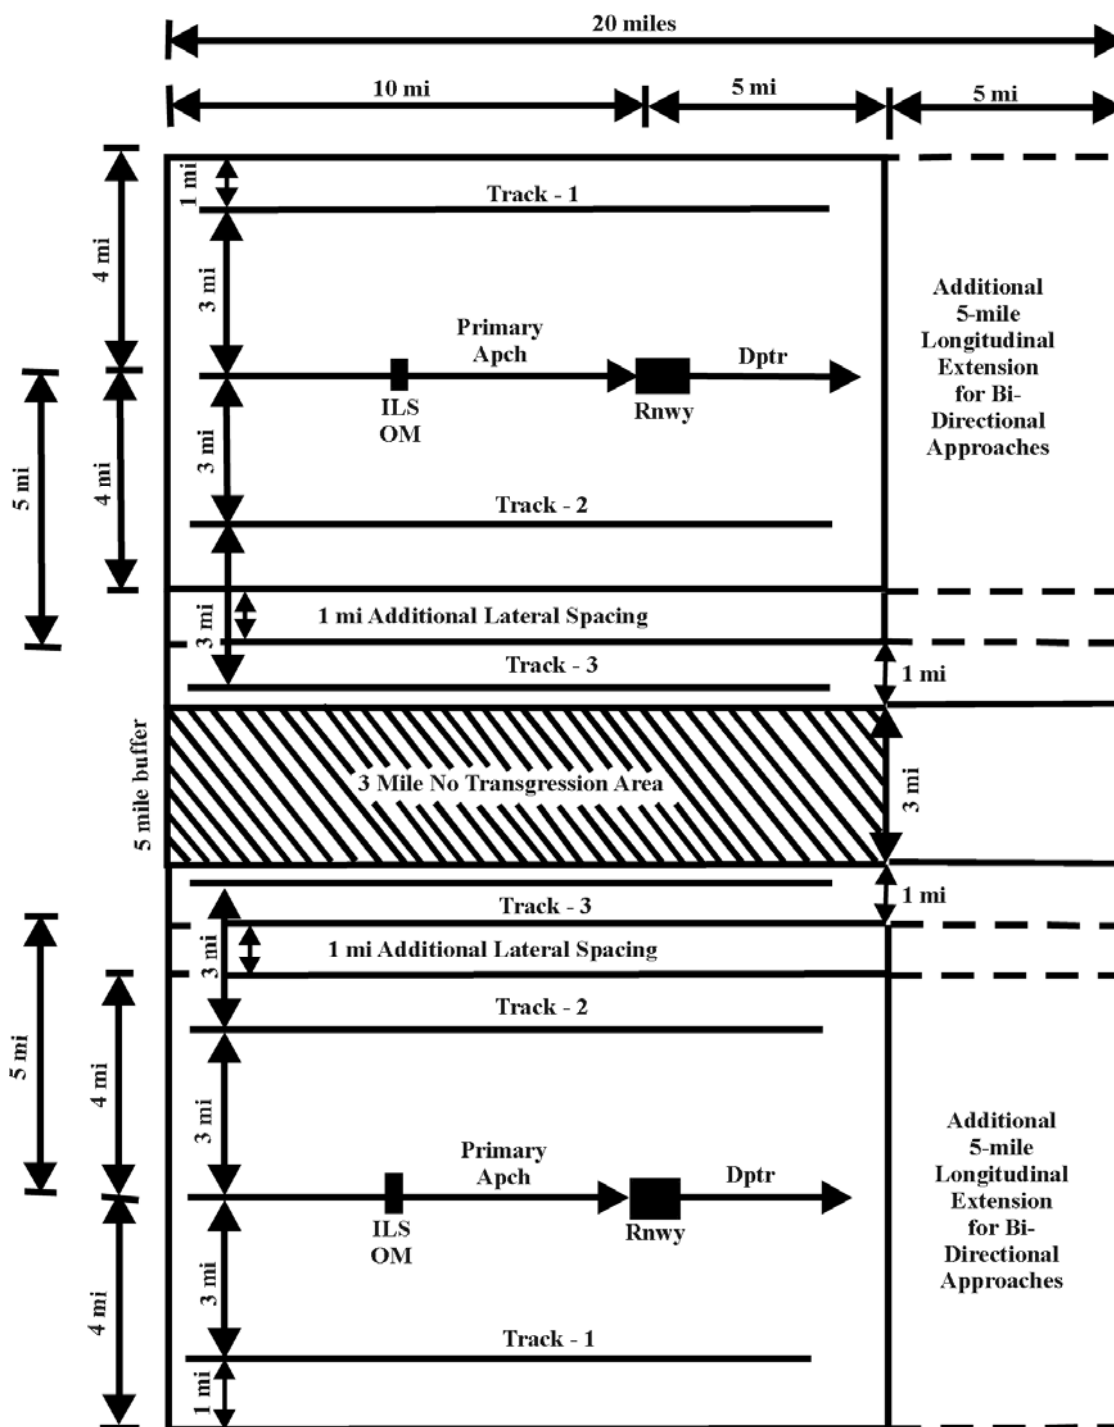 20 miles
10 mi
5 mi
5 mi
1 mi
Track - 1
4 mi
3 mi
Primary
Apch
Dptr
ILS
OM
Rnwy
Additional
5-mile
Longitudinal
Extension
for Bi-
Directional
Approaches
5 mi
4 mi
3 mi
Track - 2
3 mi
1 mi Additional Lateral Spacing
Track - 3
1 mi
5 mile buffer
3 Mile No Transgression Area
3 mi
1 mi
Track - 3
1 mi Additional Lateral Spacing
3 mi
Track - 2
5 mi
4 mi
3 mi
Primary
Apch
Dptr
ILS
OM
Rnwy
Additional
5-mile
Longitudinal
Extension
for Bi-
Directional
Approaches
4 mi
3 mi
Track - 1
1 mi